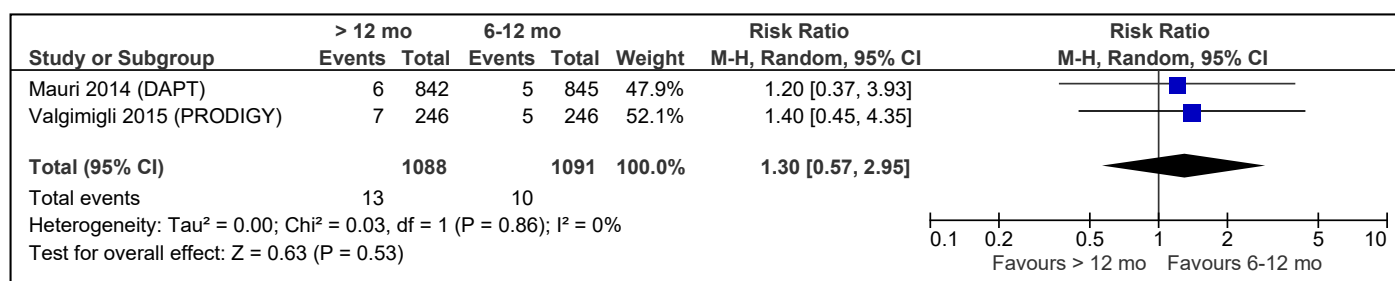 > 12 mo 6-12 mo Risk Ratio Risk Ratio
Study or Subgroup Events Total Events Total Weight M-H, Random, 95% CI M-H, Random, 95% CI
Mauri 2014 (DAPT) 6 842 5 845 47.9% 1.20 [0.37, 3.93]
Valgimigli 2015 (PRODIGY) 7 246 5 246 52.1% 1.40 [0.45, 4.35]
Total (95% CI) 1088 1091 100.0% 1.30 [0.57, 2.95]
Total events 13 10
Heterogeneity: Tau² = 0.00; Chi² = 0.03, df = 1 (P = 0.86); I² = 0%
Test for overall effect: Z = 0.63 (P = 0.53)
0.1 0.2 0.5 1 2 5 10
Favours > 12 mo Favours 6-12 mo